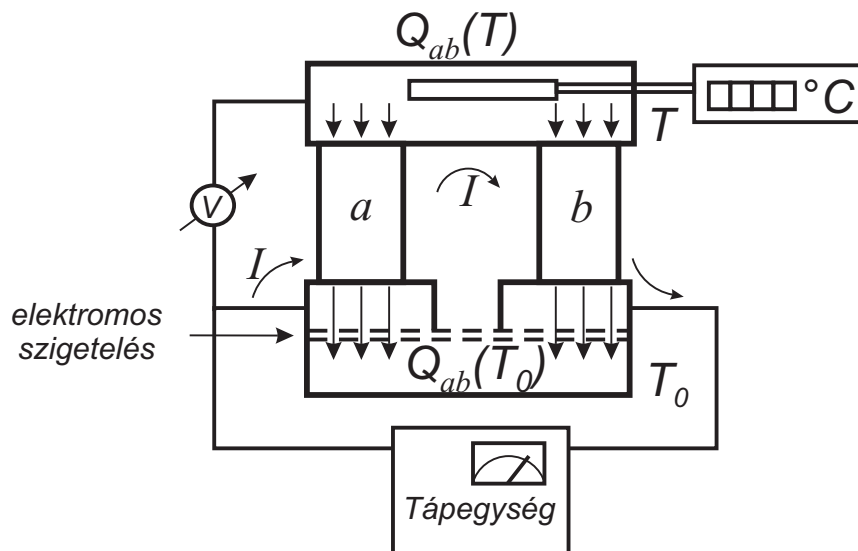 Q_ab(T)
°C
T
V
I
a
b
I
elektromos
szigetelés
Q_ab(T_0)
T_0
Tápegység